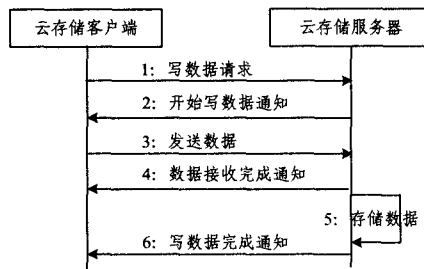 云存储客户端
云存储服务器
1: 写数据请求
2: 开始写数据通知
3: 发送数据
4: 数据接收完成通知
5: 存储数据
6: 写数据完成通知